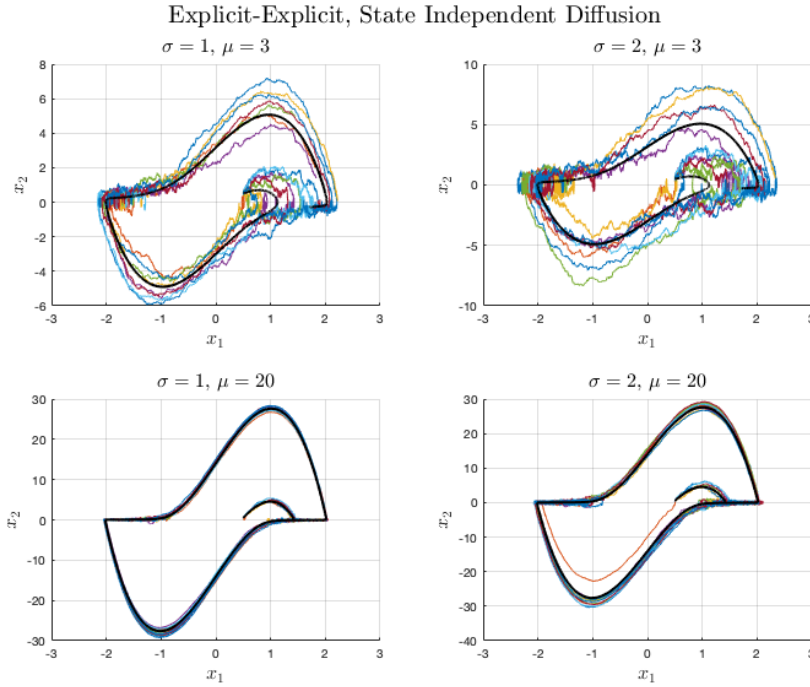 Explicit-Explicit, State Independent Diffusion
σ = 1, μ = 3
8
6
4
2
0
-2
-4
-6
x₂
-3 -2 -1 0 1 2 3
x₁
σ = 2, μ = 3
10
5
0
-5
-10
x₂
-3 -2 -1 0 1 2 3
x₁
σ = 1, μ = 20
30
20
10
0
-10
-20
-30
x₂
-3 -2 -1 0 1 2 3
x₁
σ = 2, μ = 20
30
20
10
0
-10
-20
-30
-40
x₂
-3 -2 -1 0 1 2 3
x₁